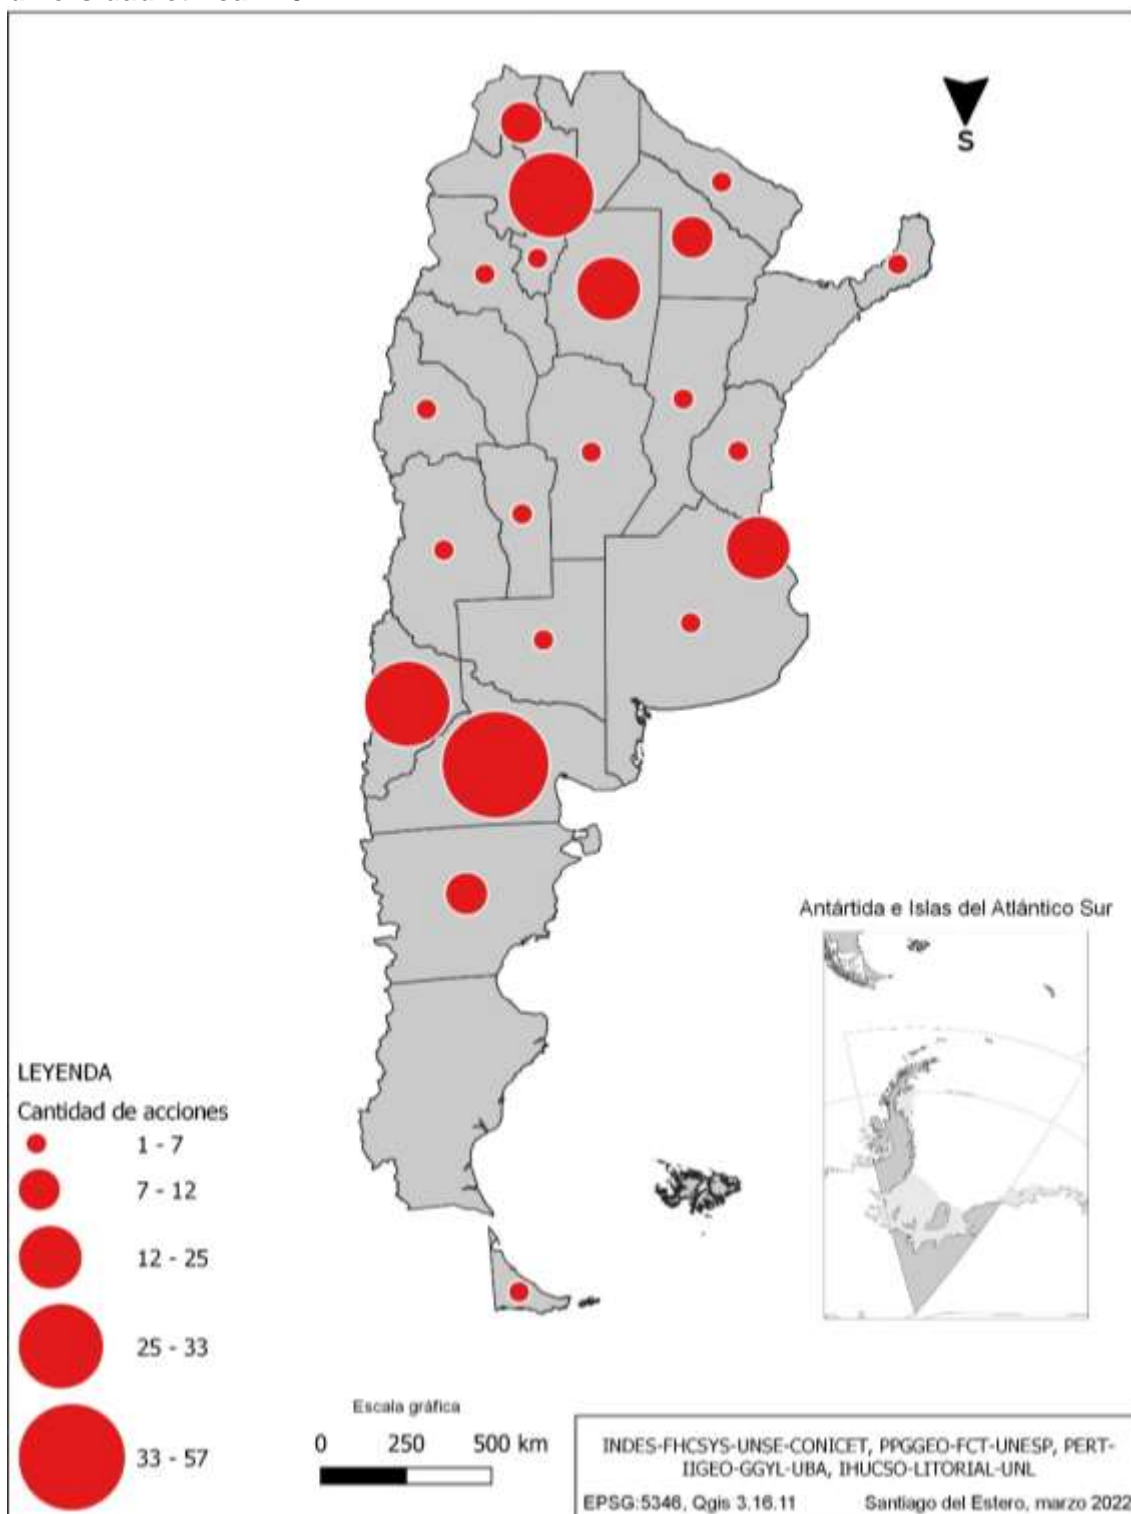 S
Antártida e Islas del Atlántico Sur
LEYENDA
Cantidad de acciones
1 - 7
7 - 12
12 - 25
25 - 33
33 - 57
Escala gráfica
0 250 500 km
INDES-FHCSYS-UNSE-CONICET, PPGGEO-FCT-UNESP, PERT-
IIGEO-GGYL-UBA, IHUCSO-LITORIAL-UNL
EPSG:5346, Qgis 3.16.11 Santiago del Estero, marzo 2022